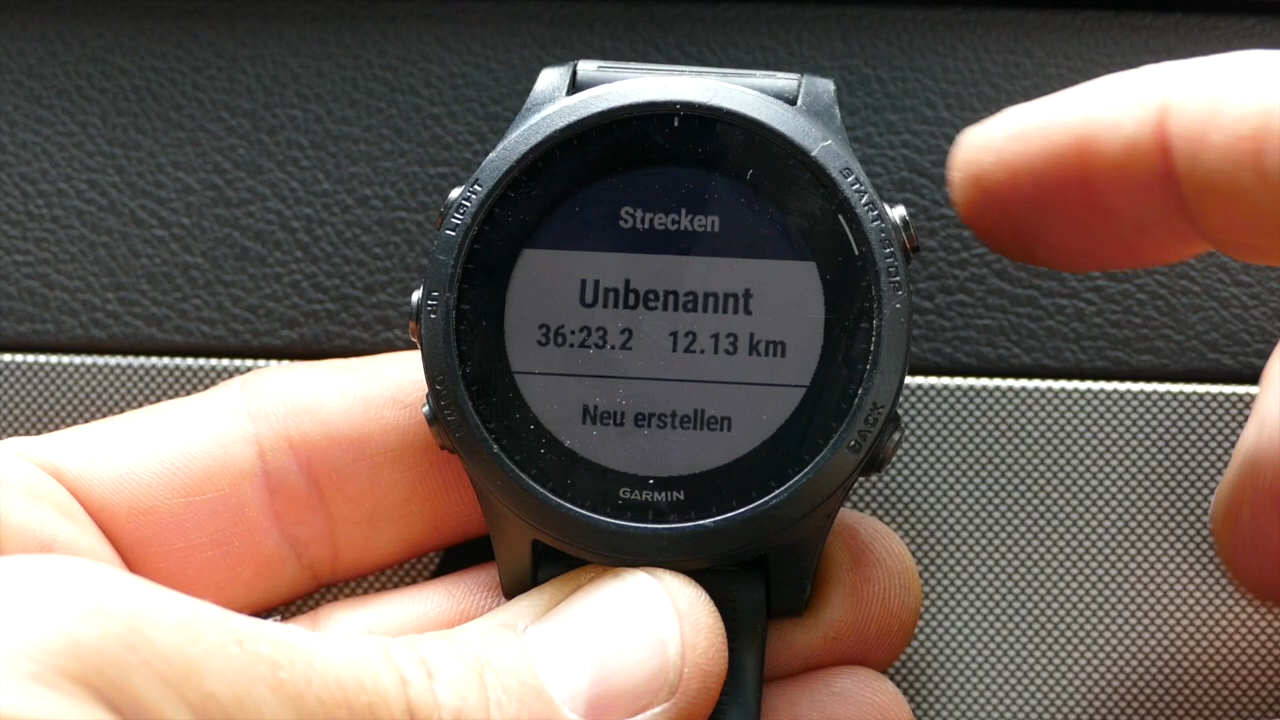 Strecken
Unbenannt
36:23.2 12.13 km
Neu erstellen
GARMIN
LIGHT
UP
DOWN
START·STOP
BACK